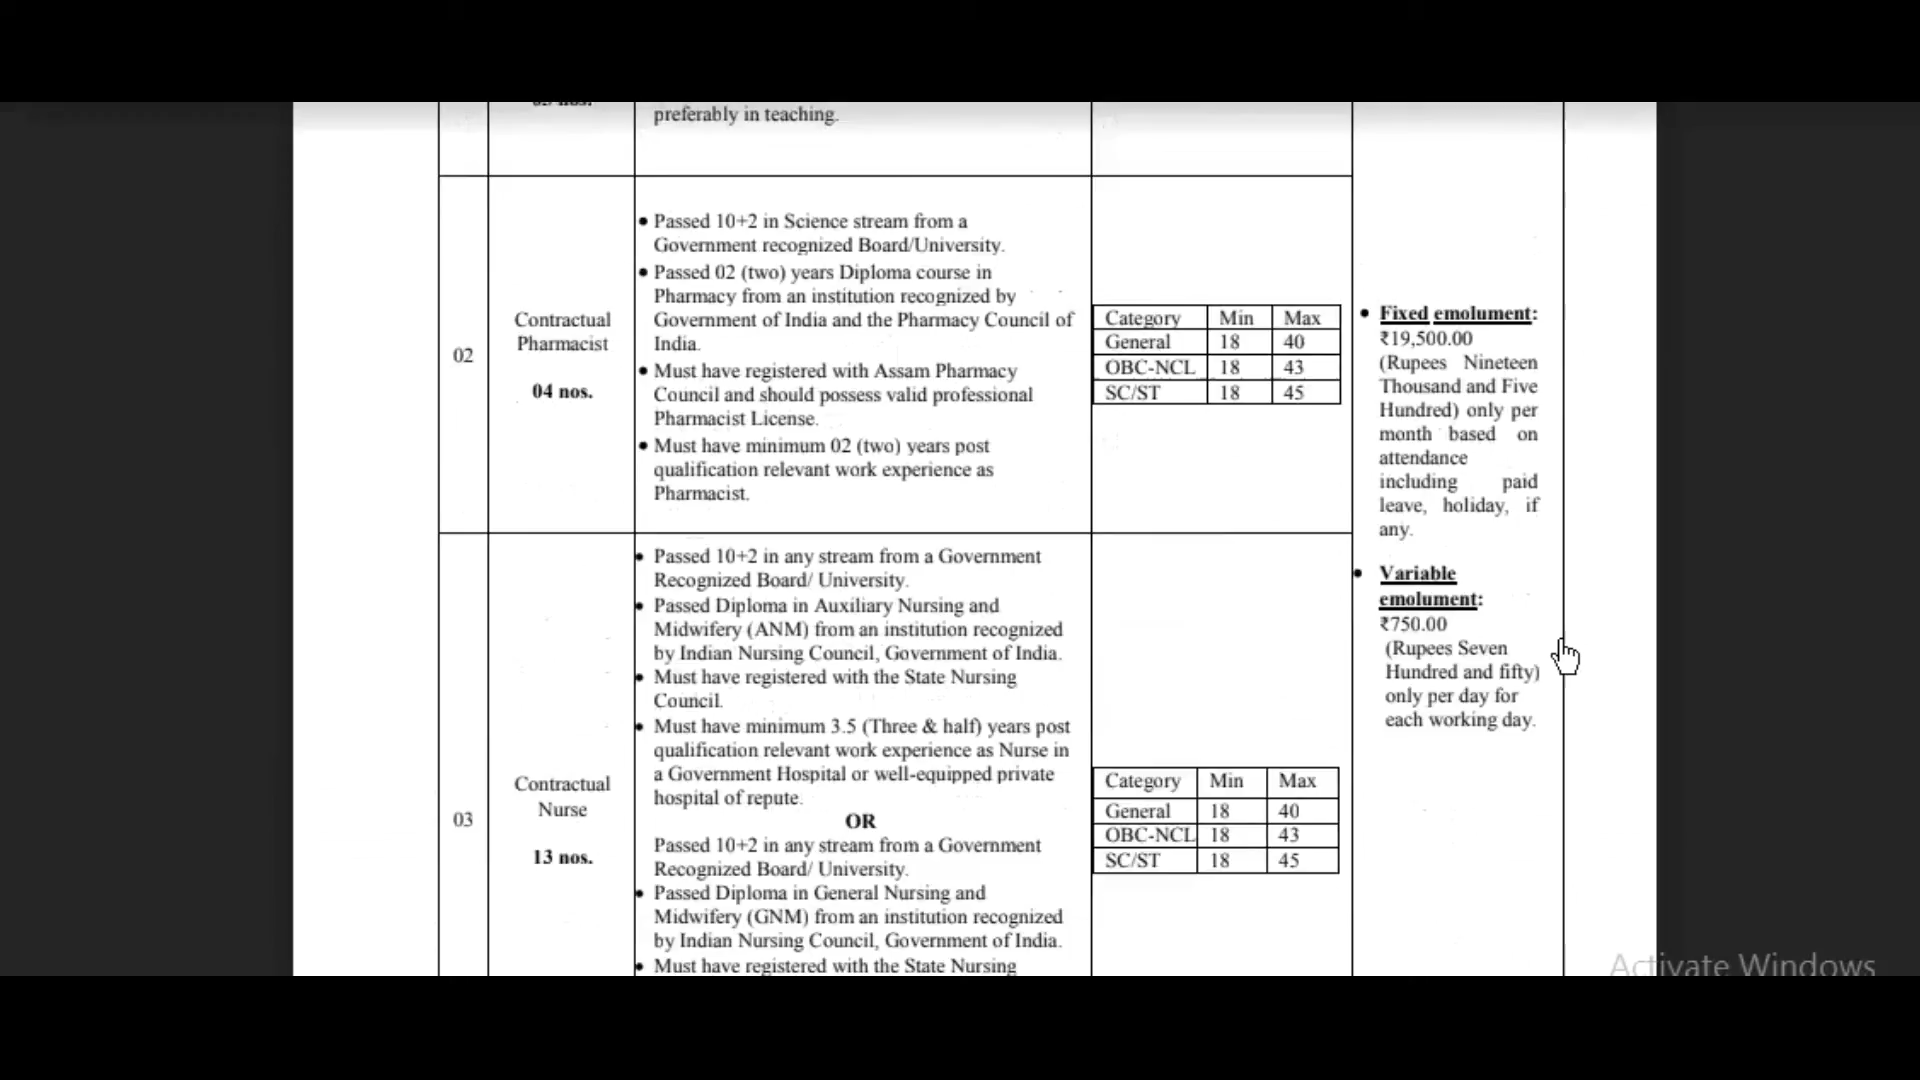 preferably in teaching.
02
Contractual
Pharmacist
04 nos.
• Passed 10+2 in Science stream from a
Government recognized Board/University.
• Passed 02 (two) years Diploma course in
Pharmacy from an institution recognized by
Government of India and the Pharmacy Council of
India.
• Must have registered with Assam Pharmacy
Council and should possess valid professional
Pharmacist License.
• Must have minimum 02 (two) years post
qualification relevant work experience as
Pharmacist.
Category Min Max
General 18 40
OBC-NCL 18 43
SC/ST 18 45
• Fixed emolument:
₹19,500.00
(Rupees Nineteen
Thousand and Five
Hundred) only per
month based on
attendance
including paid
leave, holiday, if
any.
• Variable
emolument:
₹750.00
(Rupees Seven
Hundred and fifty)
only per day for
each working day.
03
Contractual
Nurse
13 nos.
• Passed 10+2 in any stream from a Government
Recognized Board/ University.
• Passed Diploma in Auxiliary Nursing and
Midwifery (ANM) from an institution recognized
by Indian Nursing Council, Government of India.
• Must have registered with the State Nursing
Council.
• Must have minimum 3.5 (Three & half) years post
qualification relevant work experience as Nurse in
a Government Hospital or well-equipped private
hospital of repute.
OR
Passed 10+2 in any stream from a Government
Recognized Board/ University.
• Passed Diploma in General Nursing and
Midwifery (GNM) from an institution recognized
by Indian Nursing Council, Government of India.
• Must have registered with the State Nursing
Category Min Max
General 18 40
OBC-NCL 18 43
SC/ST 18 45
Activate Windows